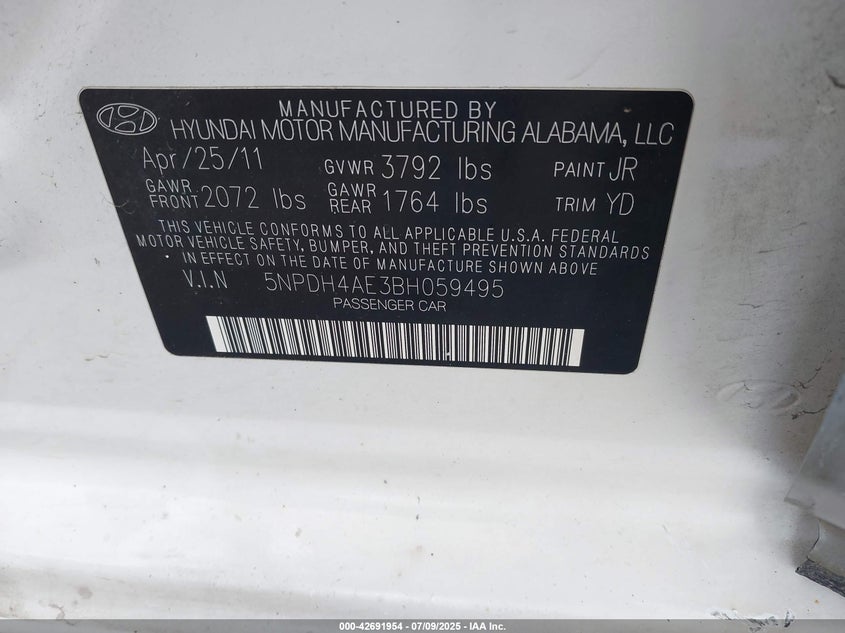 MANUFACTURED BY
HYUNDAI MOTOR MANUFACTURING ALABAMA, LLC
Apr/25/11 GVWR 3792 lbs PAINT JR
GAWR FRONT 2072 lbs GAWR REAR 1764 lbs TRIM YD
THIS VEHICLE CONFORMS TO ALL APPLICABLE U.S.A. FEDERAL
MOTOR VEHICLE SAFETY, BUMPER, AND THEFT PREVENTION STANDARDS
IN EFFECT ON THE DATE OF MANUFACTURE SHOWN ABOVE
V.I.N 5NPDH4AE3BH059495
PASSENGER CAR
000-42691954 - 07/09/2025 - IAA Inc.